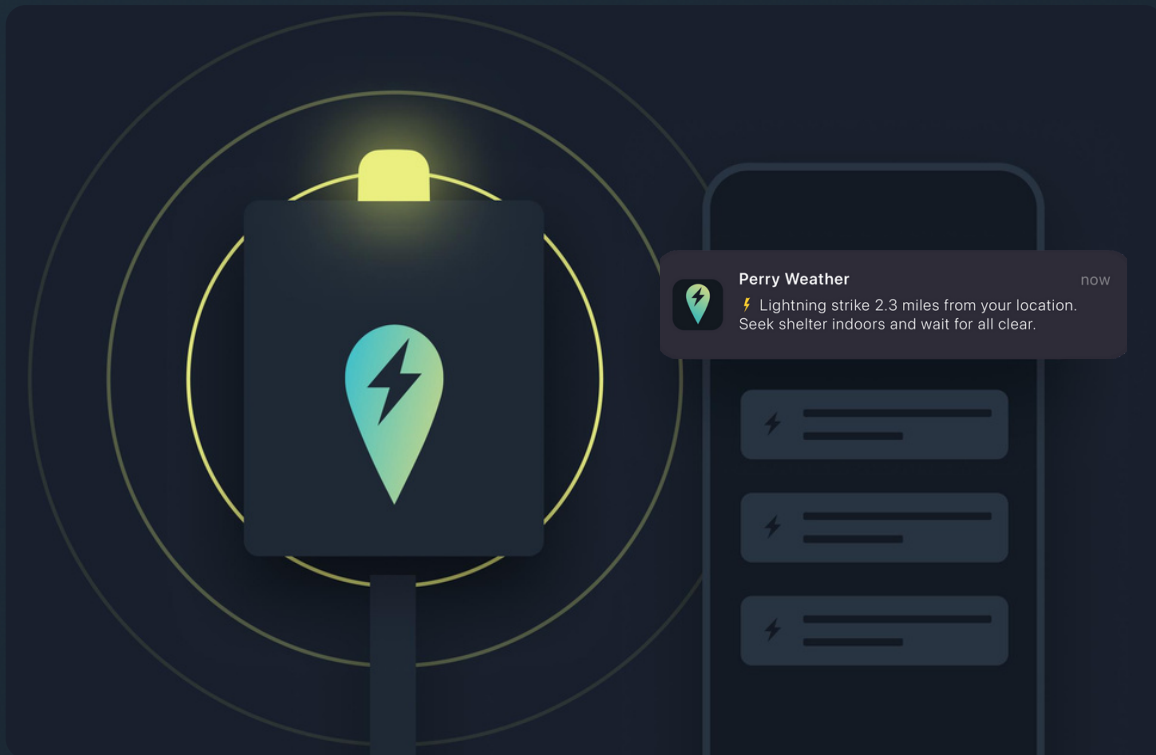 Perry Weather
now
⚡ Lightning strike 2.3 miles from your location.
Seek shelter indoors and wait for all clear.